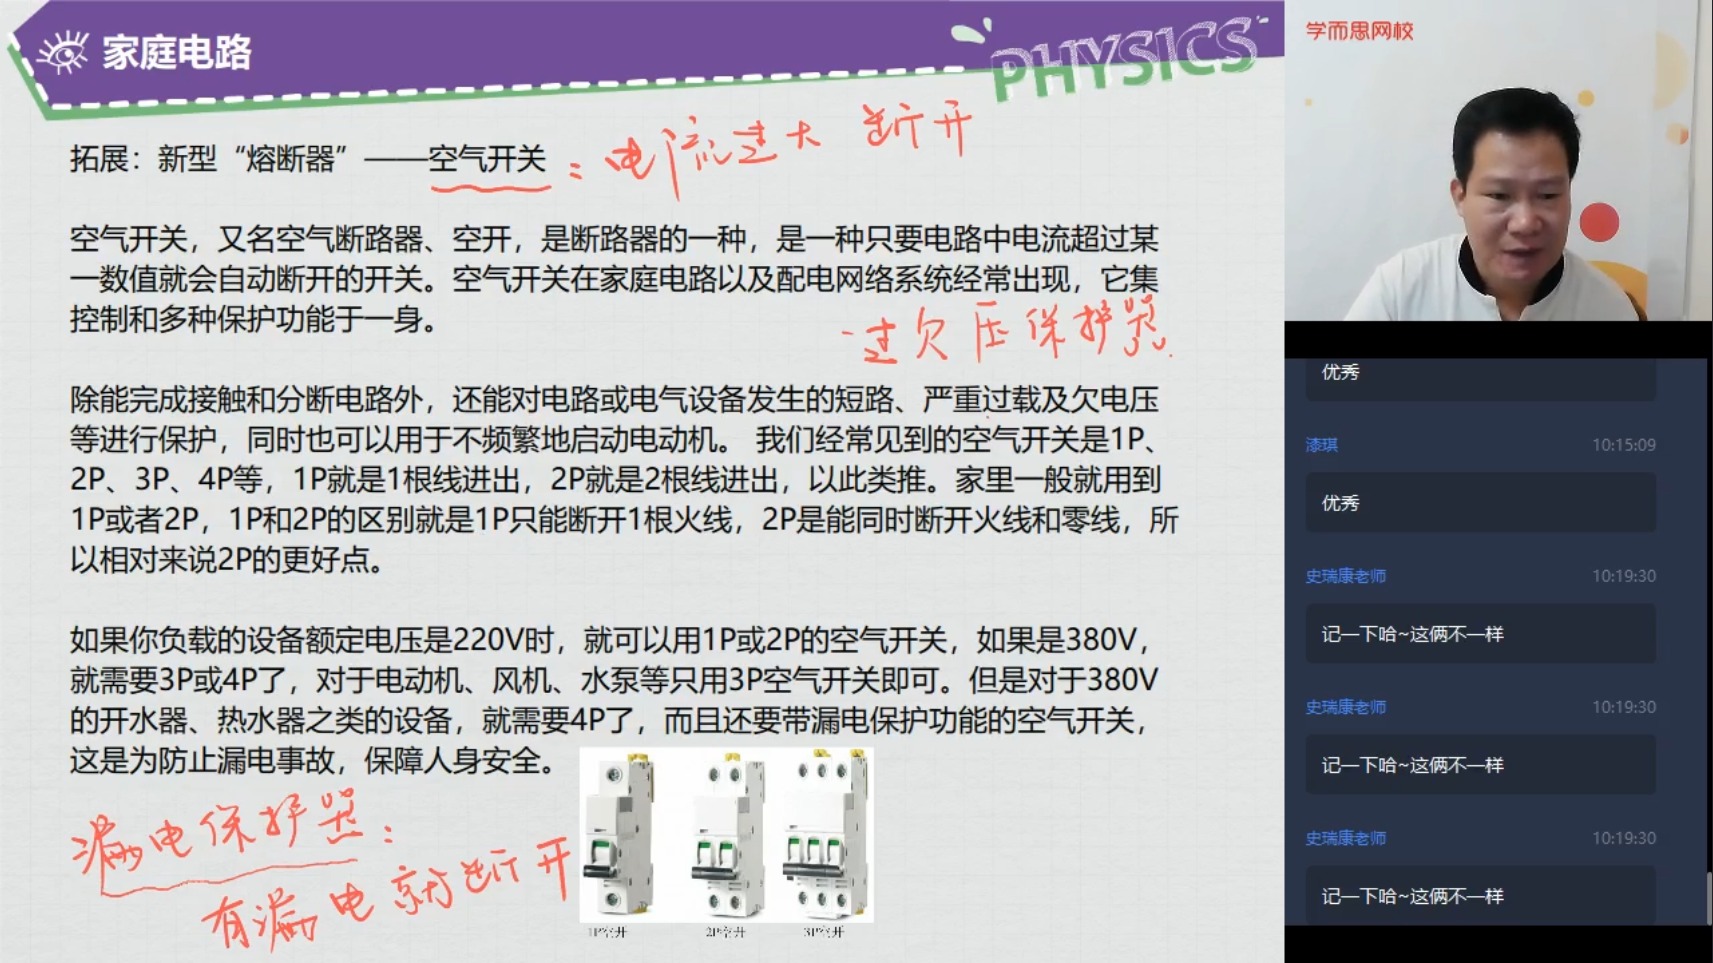 家庭电路
PHYSICS
拓展：新型“熔断器”——空气开关
：电流过大 断开
空气开关，又名空气断路器、空开，是断路器的一种，是一种只要电路中电流超过某
一数值就会自动断开的开关。空气开关在家庭电路以及配电网络系统经常出现，它集
控制和多种保护功能于一身。
-过欠压保护器.
除能完成接触和分断电路外，还能对电路或电气设备发生的短路、严重过载及欠电压
等进行保护，同时也可以用于不频繁地启动电动机。 我们经常见到的空气开关是1P、
2P、3P、4P等，1P就是1根线进出，2P就是2根线进出，以此类推。家里一般就用到
1P或者2P，1P和2P的区别就是1P只能断开1根火线，2P是能同时断开火线和零线，所
以相对来说2P的更好点。
如果你负载的设备额定电压是220V时，就可以用1P或2P的空气开关，如果是380V，
就需要3P或4P了，对于电动机、风机、水泵等只用3P空气开关即可。但是对于380V
的开水器、热水器之类的设备，就需要4P了，而且还要带漏电保护功能的空气开关，
这是为防止漏电事故，保障人身安全。
漏电保护器：
有漏电就断开
1P空开
2P空开
3P空开
学而思网校
优秀
漆琪 10:15:09
优秀
史瑞康老师 10:19:30
记一下哈~这俩不一样
史瑞康老师 10:19:30
记一下哈~这俩不一样
史瑞康老师 10:19:30
记一下哈~这俩不一样